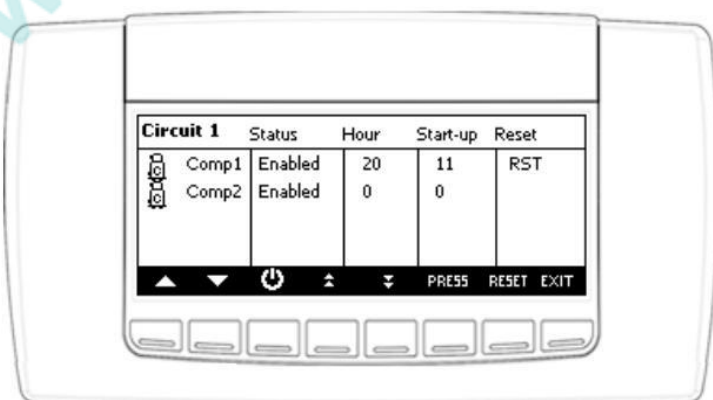 Circuit 1 Status Hour Start-up Reset
Comp1 Enabled 20 11 RST
Comp2 Enabled 0 0
PRESS RESET EXIT